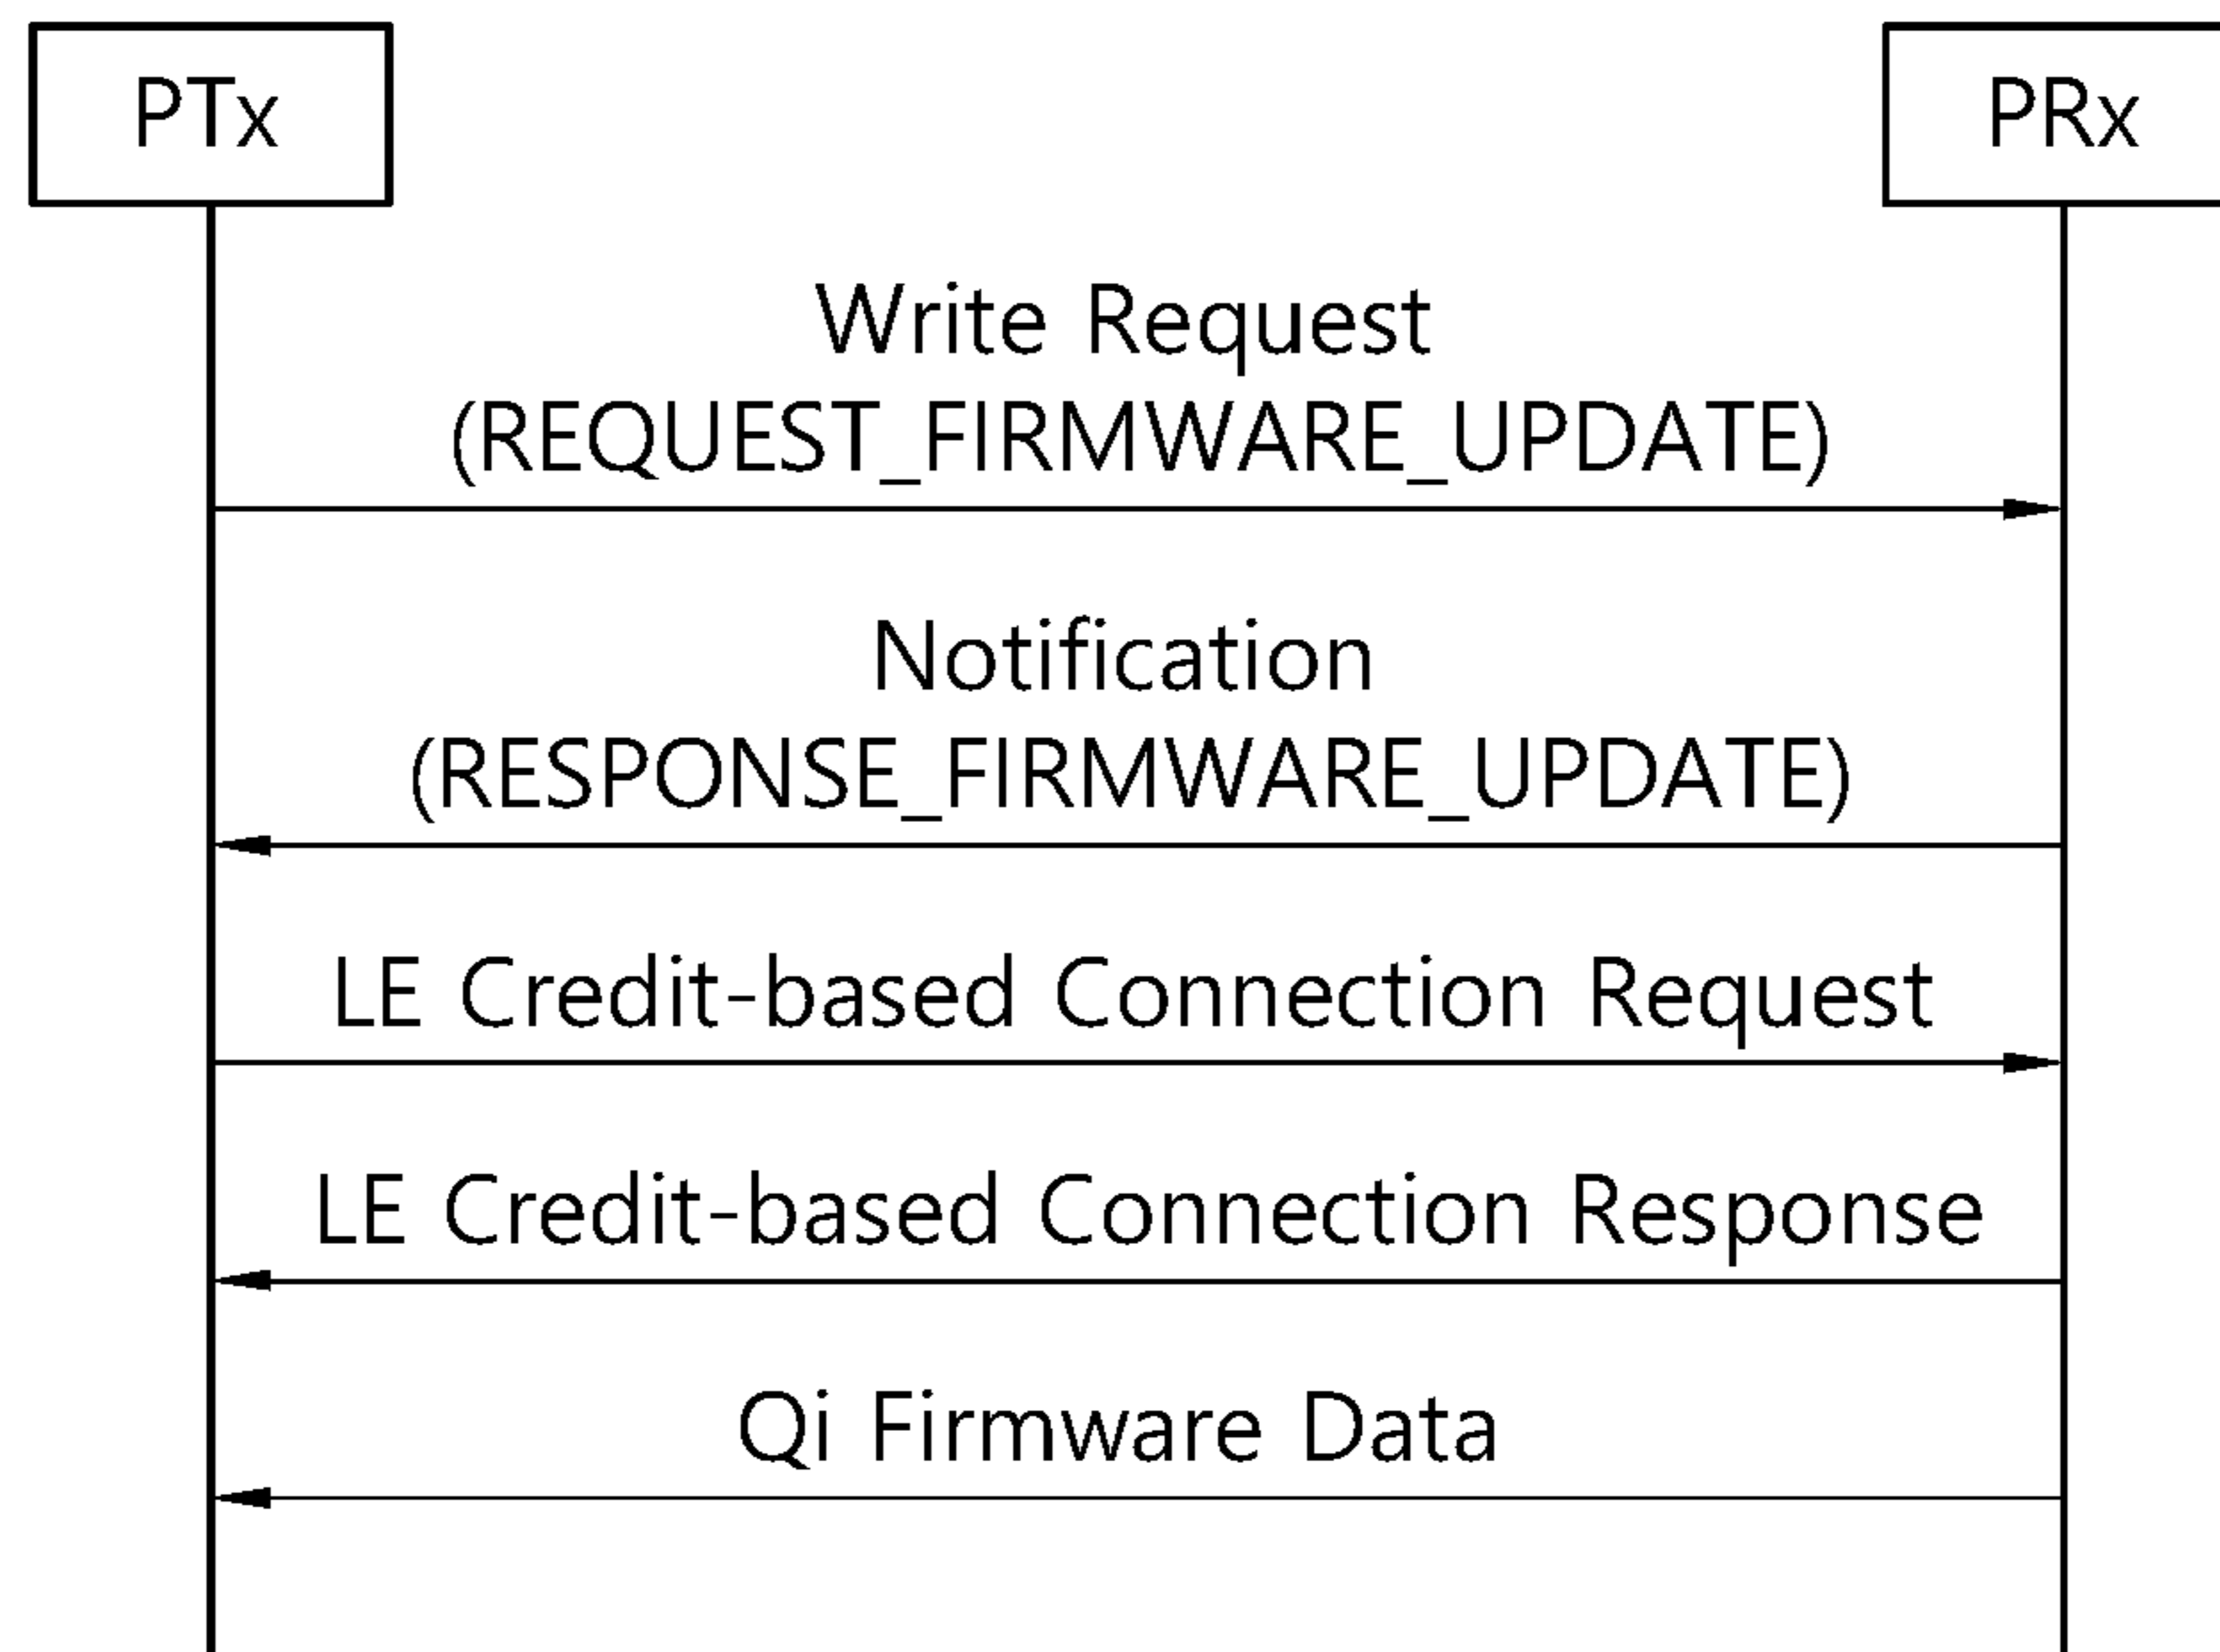 PTx
PRx
Write Request
(REQUEST_FIRMWARE_UPDATE)
Notification
(RESPONSE_FIRMWARE_UPDATE)
LE Credit-based Connection Request
LE Credit-based Connection Response
Qi Firmware Data